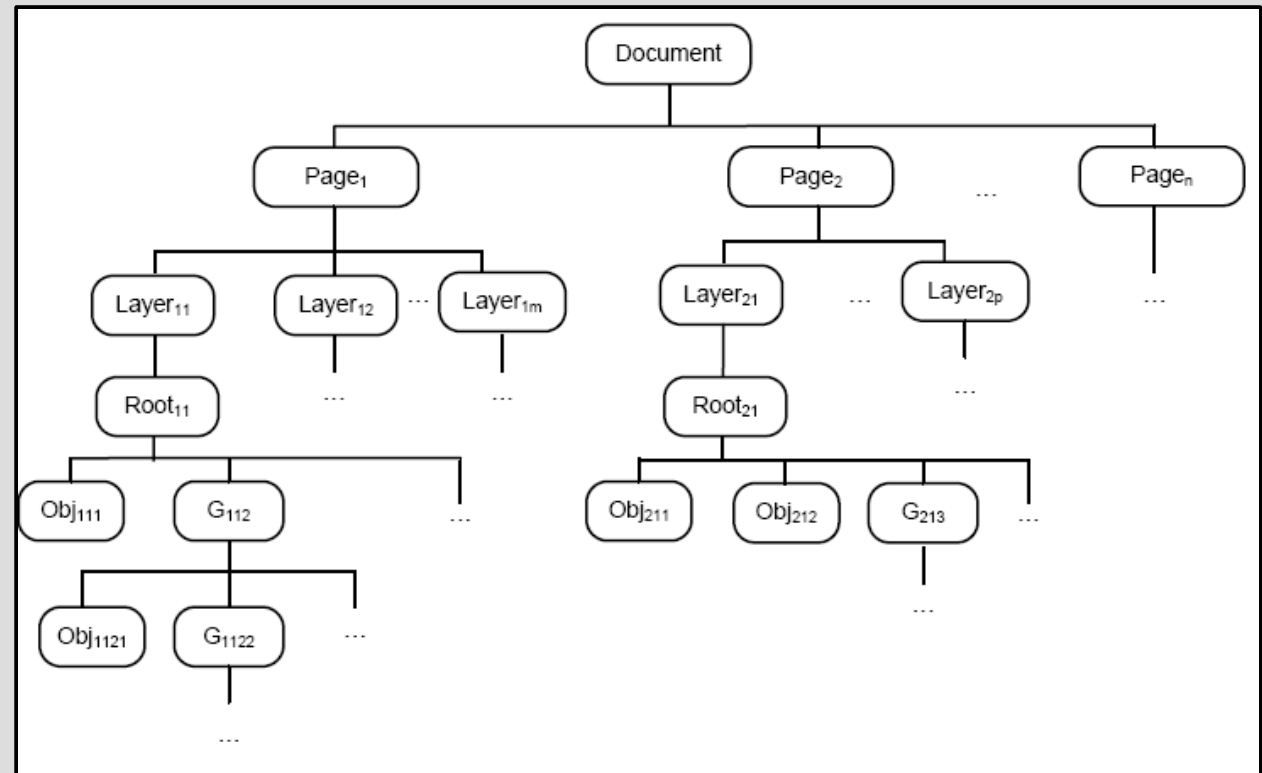 Document
Page₁ Page₂ ... Pageₙ
Layer₁₁ Layer₁₂ ... Layer₁ₘ Layer₂₁ ... Layer₂ₚ ...
Root₁₁ ... ... Root₂₁ ...
Obj₁₁₁ G₁₁₂ ... Obj₂₁₁ Obj₂₁₂ G₂₁₃ ...
Obj₁₁₂₁ G₁₁₂₂ ... ...
...